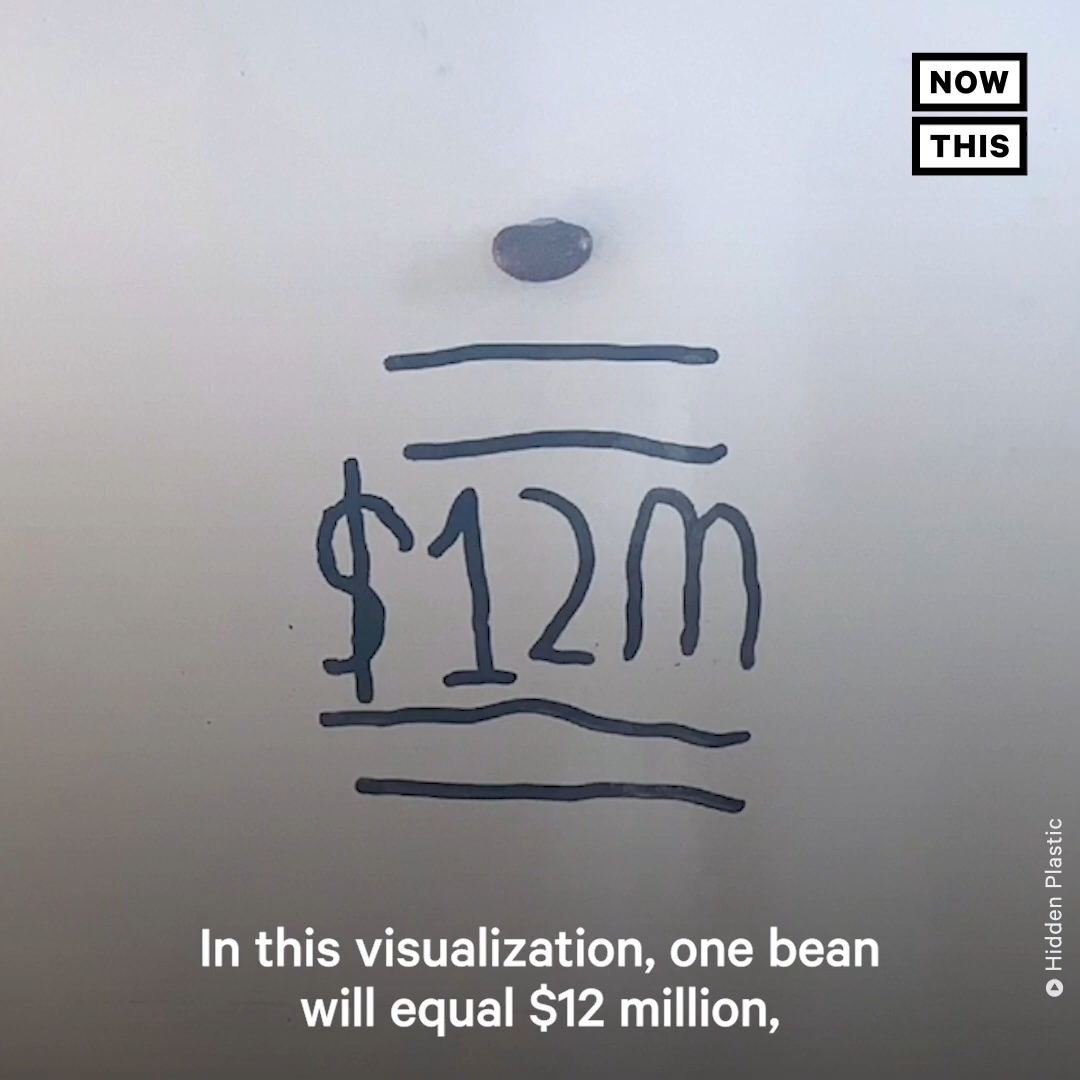 NOW
THIS
$12M
Hidden Plastic
In this visualization, one bean
will equal $12 million,